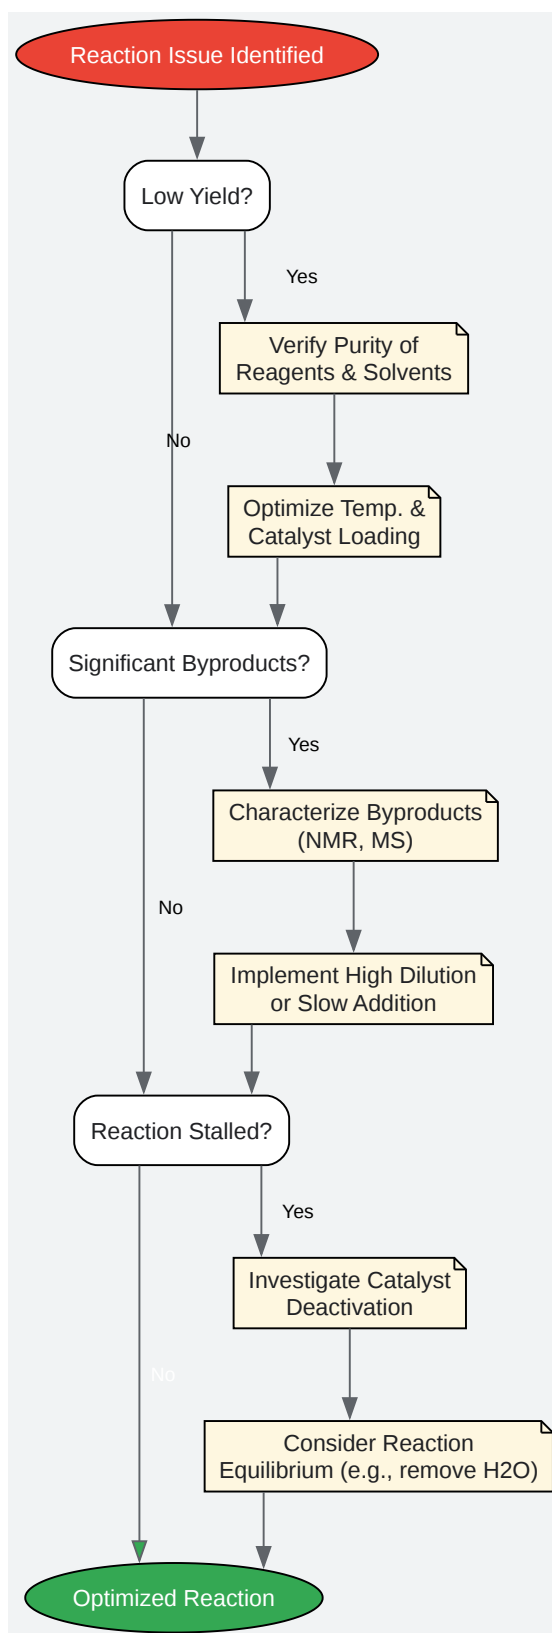 Reaction Issue Identified
Low Yield?
Yes
Verify Purity of
Reagents & Solvents
No
Optimize Temp. &
Catalyst Loading
Significant Byproducts?
Yes
Characterize Byproducts
(NMR, MS)
No
Implement High Dilution
or Slow Addition
Reaction Stalled?
Yes
Investigate Catalyst
Deactivation
No
Consider Reaction
Equilibrium (e.g., remove H2O)
Optimized Reaction